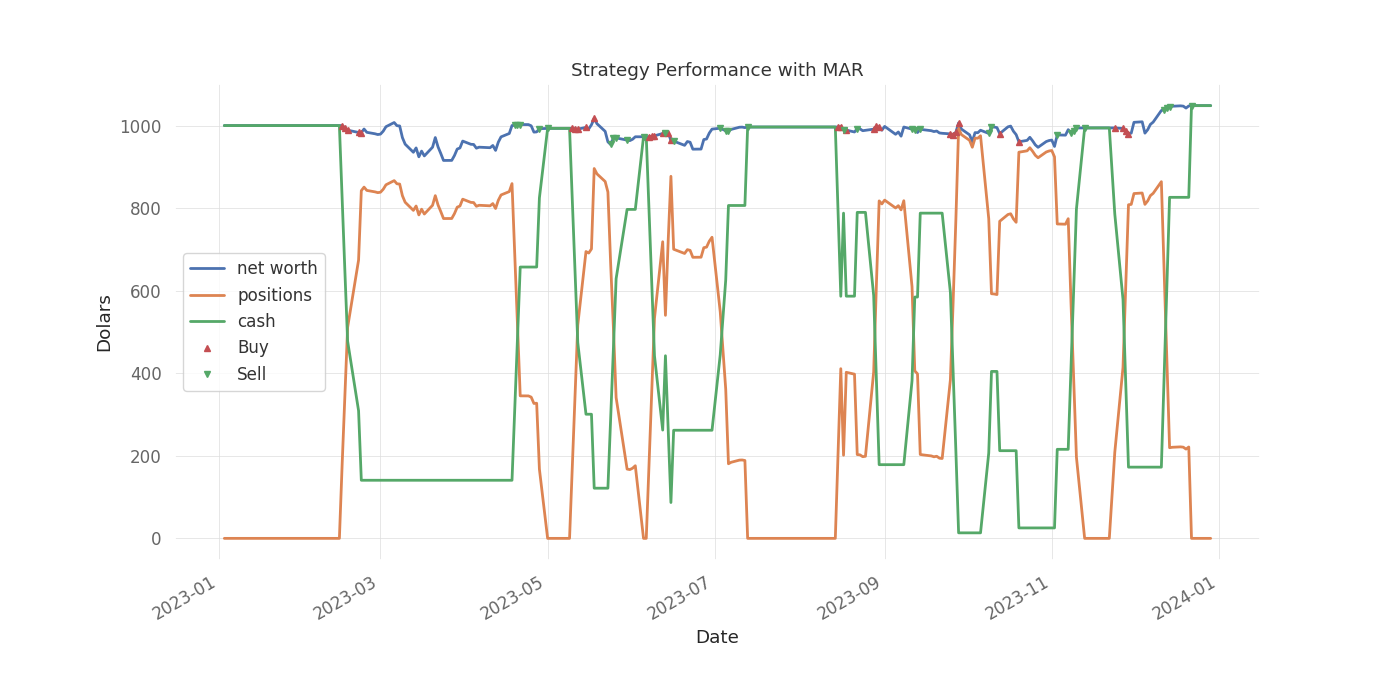 Strategy Performance with MAR
1000
800
600
400
200
0
Dolars
net worth
positions
cash
Buy
Sell
2023-01
2023-03
2023-05
2023-07
2023-09
2023-11
2024-01
Date